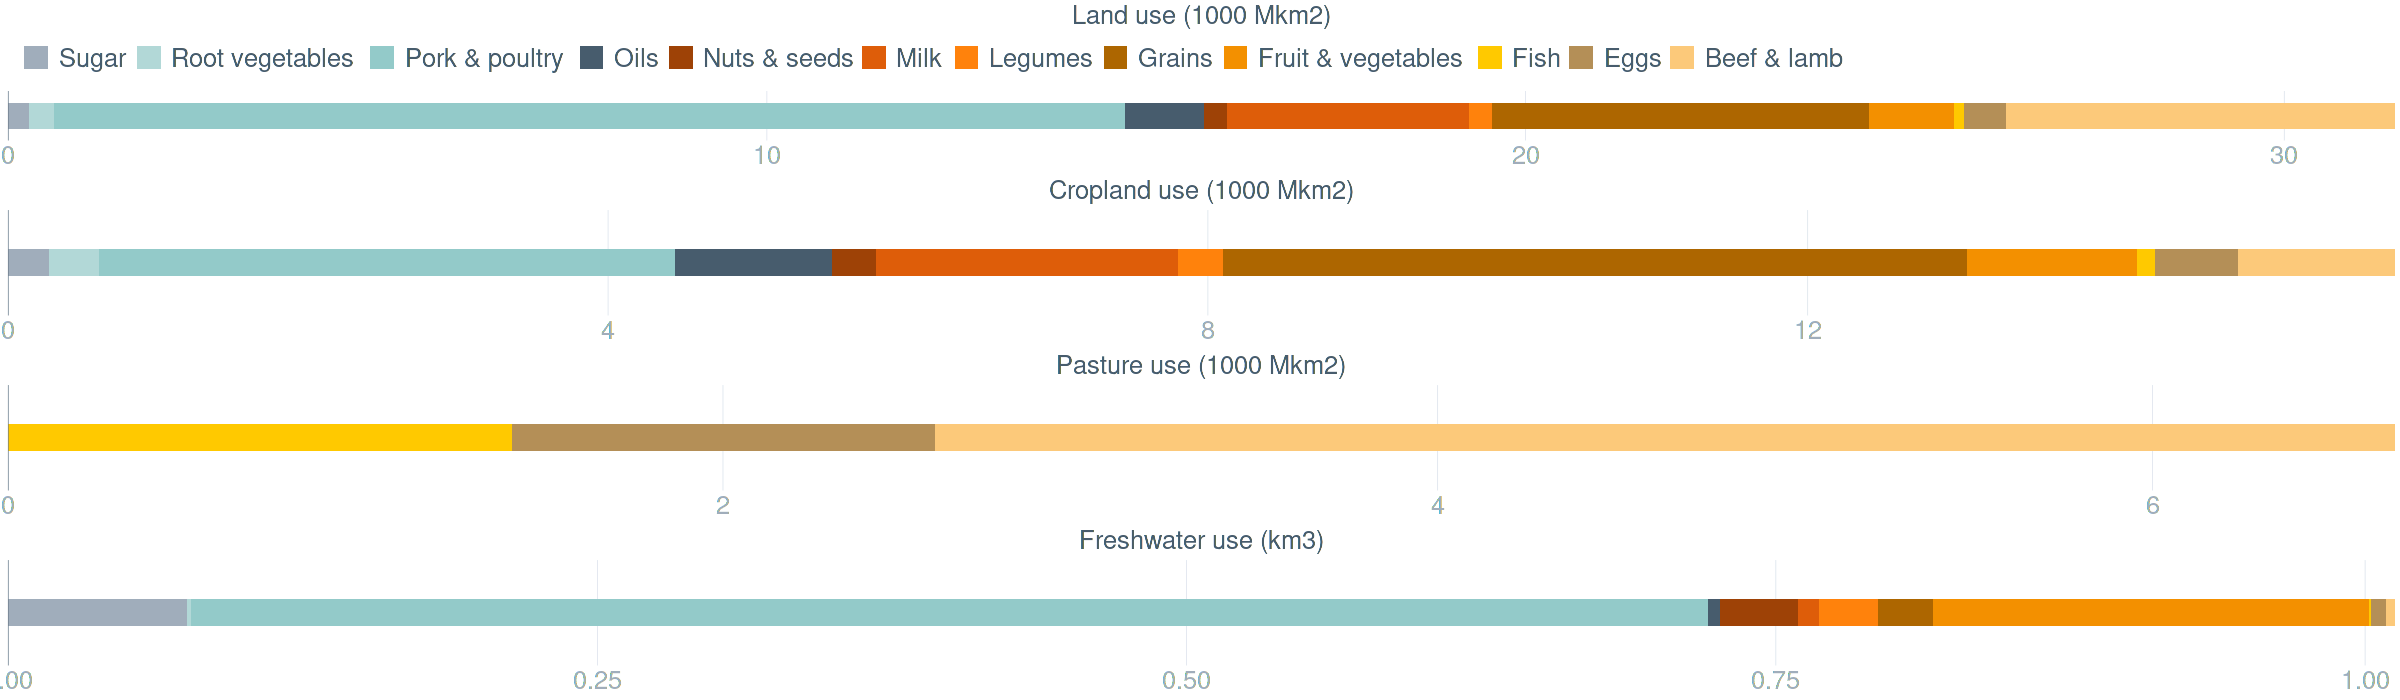 Land use (1000 Mkm2)
Sugar Root vegetables Pork & poultry Oils Nuts & seeds Milk Legumes Grains Fruit & vegetables Fish Eggs Beef & lamb
0 10 20 30
Cropland use (1000 Mkm2)
0 4 8 12
Pasture use (1000 Mkm2)
0 2 4 6
Freshwater use (km3)
.00 0.25 0.50 0.75 1.00